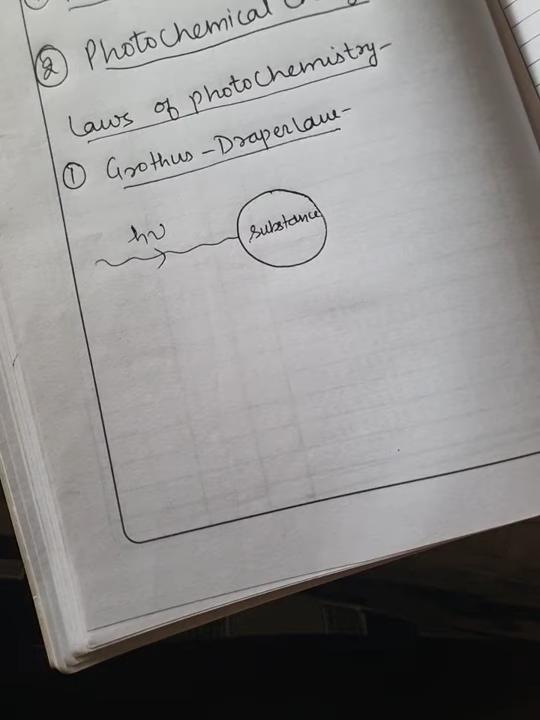 ② Photochemical
Laws of photochemistry-
① Grothus-Draper law-
hν
substance